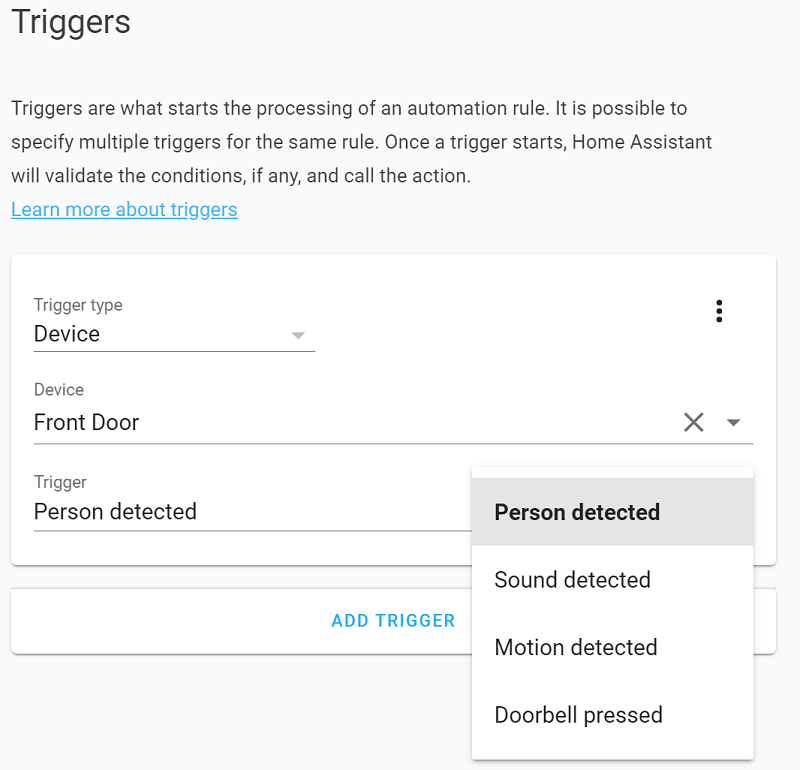 Triggers
Triggers are what starts the processing of an automation rule. It is possible to
specify multiple triggers for the same rule. Once a trigger starts, Home Assistant
will validate the conditions, if any, and call the action.
Learn more about triggers
Trigger type
Device
Device
Front Door
Trigger
Person detected
Person detected
Sound detected
Motion detected
Doorbell pressed
ADD TRIGGER